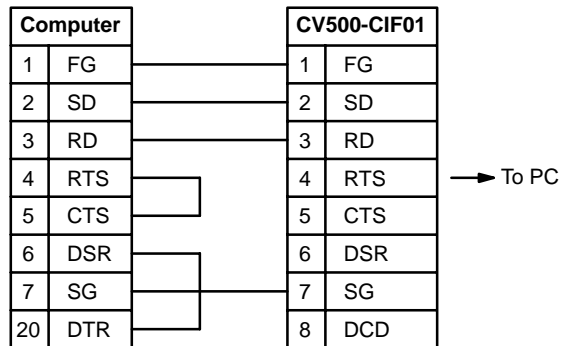 Computer CV500-CIF01
1 FG 1 FG
2 SD 2 SD
3 RD 3 RD
4 RTS 4 RTS To PC
5 CTS 5 CTS
6 DSR 6 DSR
7 SG 7 SG
20 DTR 8 DCD